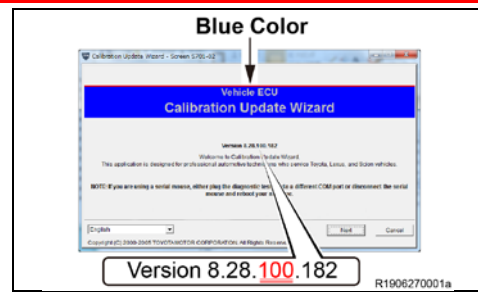 Blue Color
Calibration Update Wizard - Screen S701-02
Vehicle ECU
Calibration Update Wizard
Version 8.28.100.182
Welcome to Calibration Update Wizard.
This application is designed for professional automotive technicians who service Toyota, Lexus, and Scion vehicles.
NOTE: If you are using a serial mouse, either plug the diagnostic to a different COM port or disconnect the serial
mouse and reboot your
English
Next
Cancel
Copyright (C) 2000-2005 TOYOTA MOTOR CORPORATION. All Rights
Version 8.28.100.182
R1906270001a